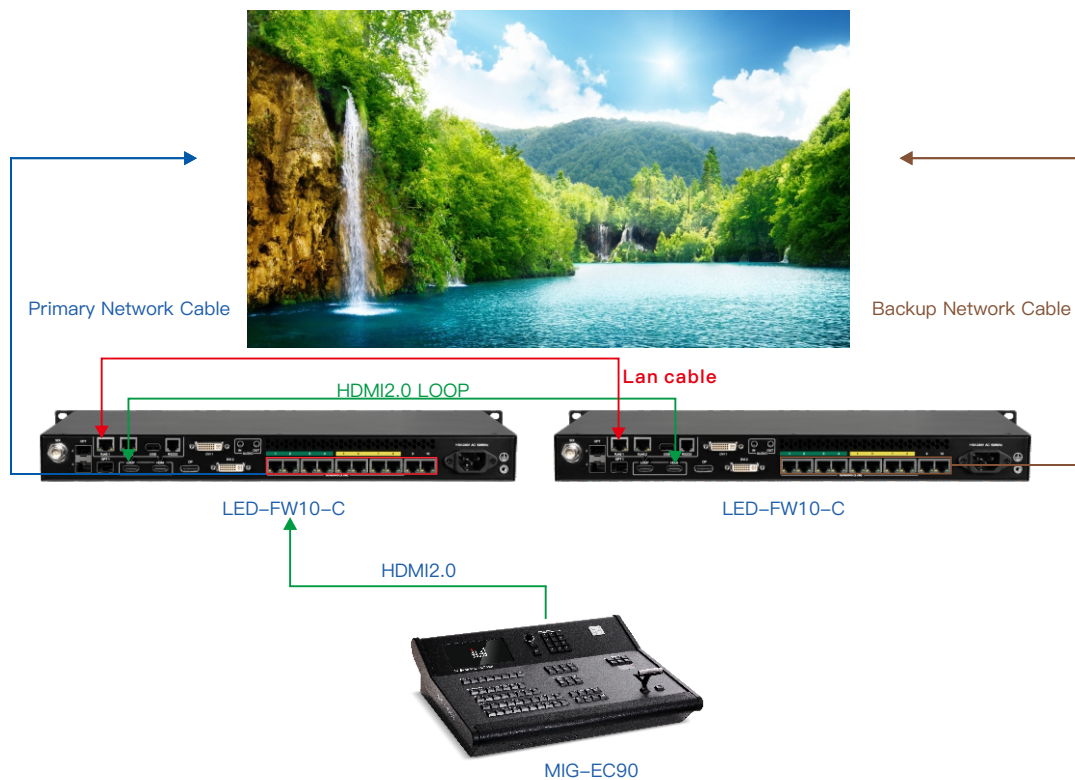 Primary Network Cable
Backup Network Cable
Lan cable
HDMI2.0 LOOP
LED-FW10-C
LED-FW10-C
HDMI2.0
MIG-EC90